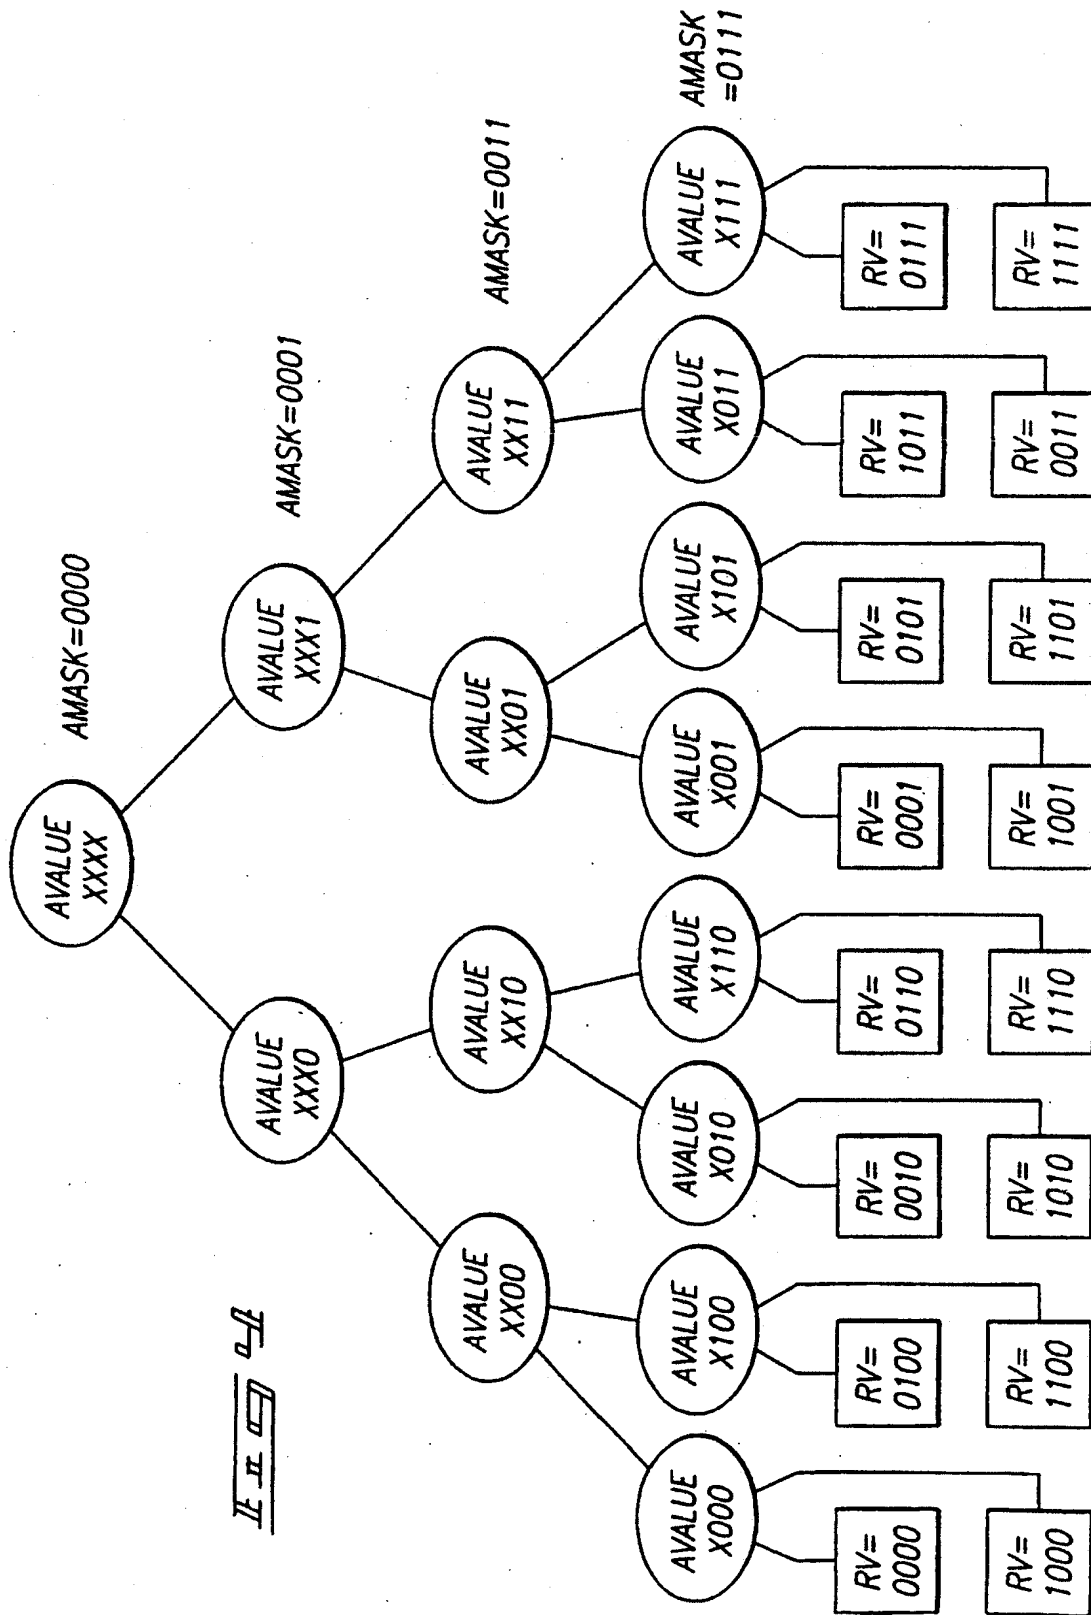 AVALUE
XXXX
AMASK=0000
AVALUE
XXX0
AVALUE
XXX1
AMASK=0001
AVALUE
XX00
AVALUE
XX10
AVALUE
XX01
AVALUE
XX11
AMASK=0011
AVALUE
X000
AVALUE
X100
AVALUE
X010
AVALUE
X110
AVALUE
X001
AVALUE
X101
AVALUE
X011
AVALUE
X111
AMASK
=0111
RV=
0000
RV=
0100
RV=
0010
RV=
0110
RV=
0001
RV=
0101
RV=
1011
RV=
0111
RV=
1000
RV=
1100
RV=
1010
RV=
1110
RV=
1001
RV=
1101
RV=
0011
RV=
1111
Fig 4